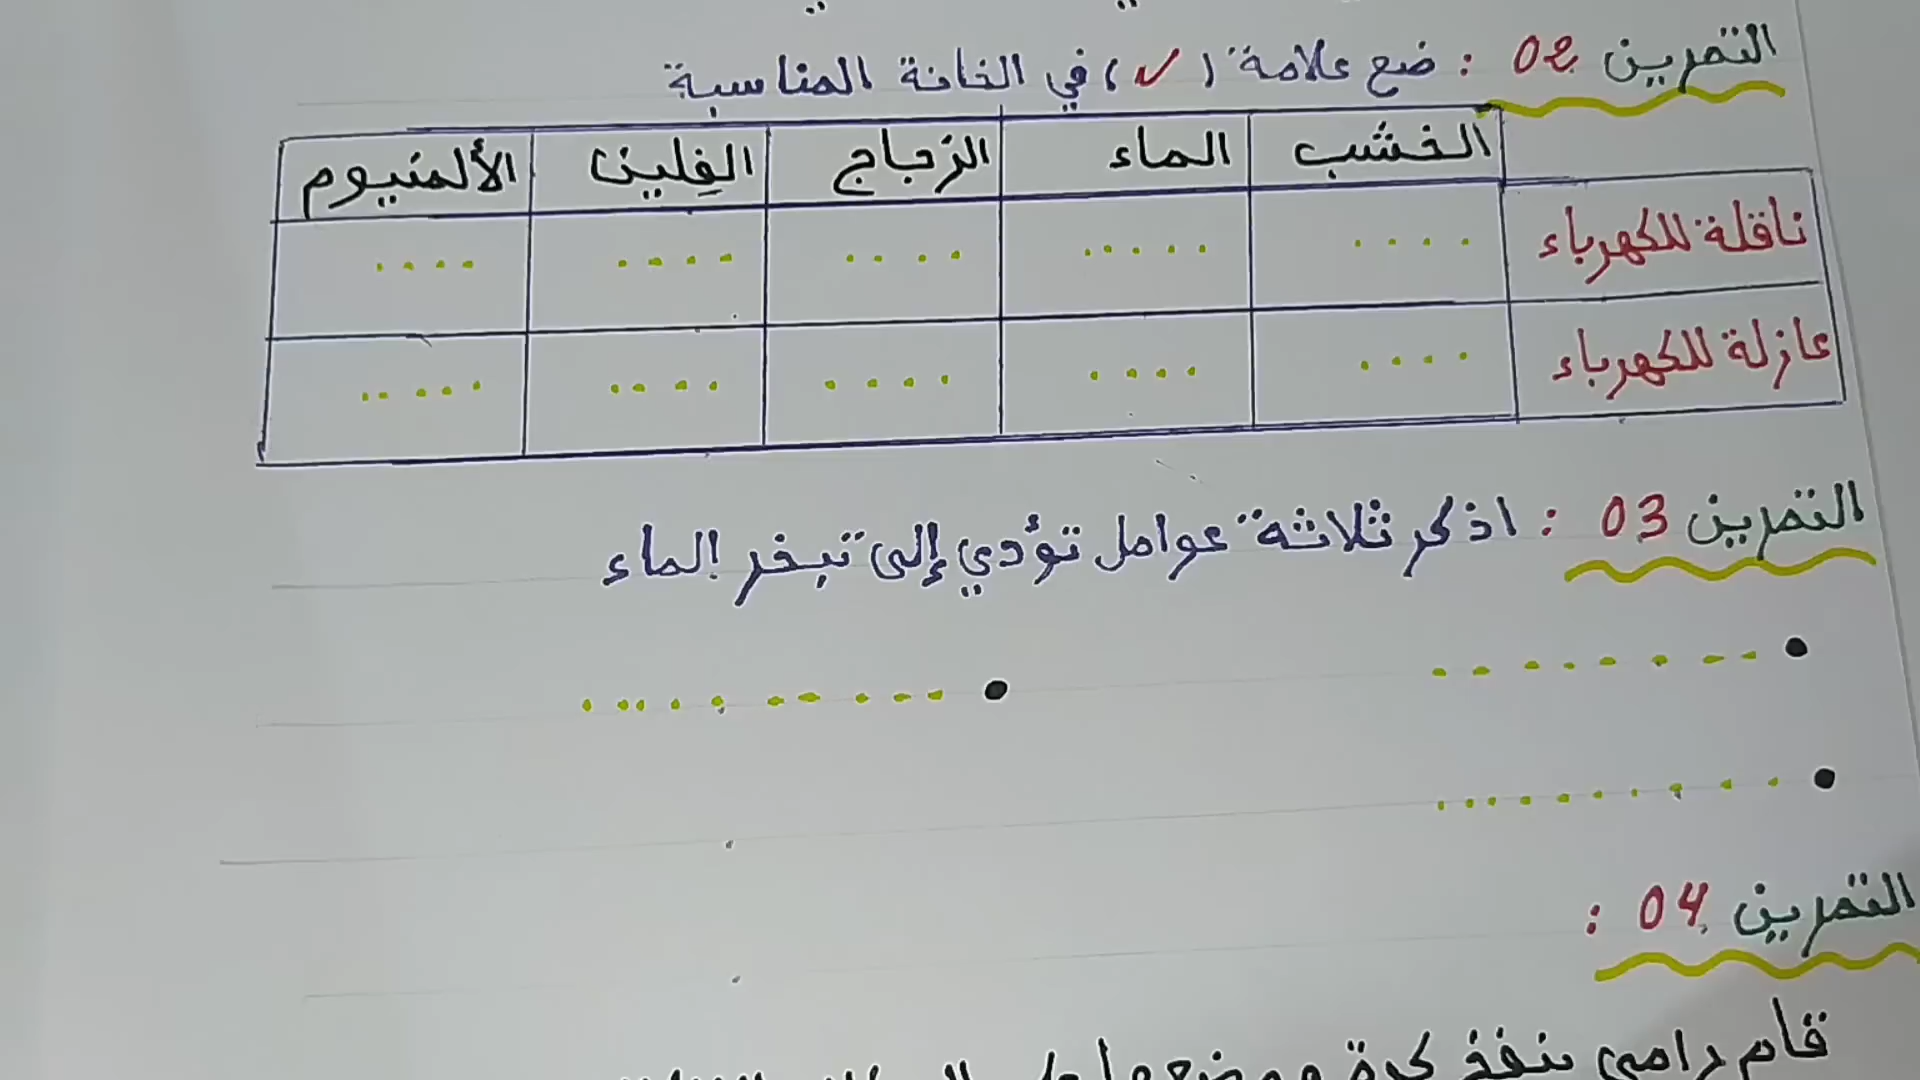 التمرين 02 : ضع علامة (✓) في الخانة المناسبة
الخشب الماء الزجاج الفلين الألمنيوم
ناقلة للكهرباء .... ..... .... .... ....
عازلة للكهرباء .... .... .... .... .....
التمرين 03 : اذكر ثلاثة عوامل تؤدي إلى تبخر الماء
• ........ • ..........
• ...........
التمرين 04 :
قام رامي بنفخ كرة ووضعها